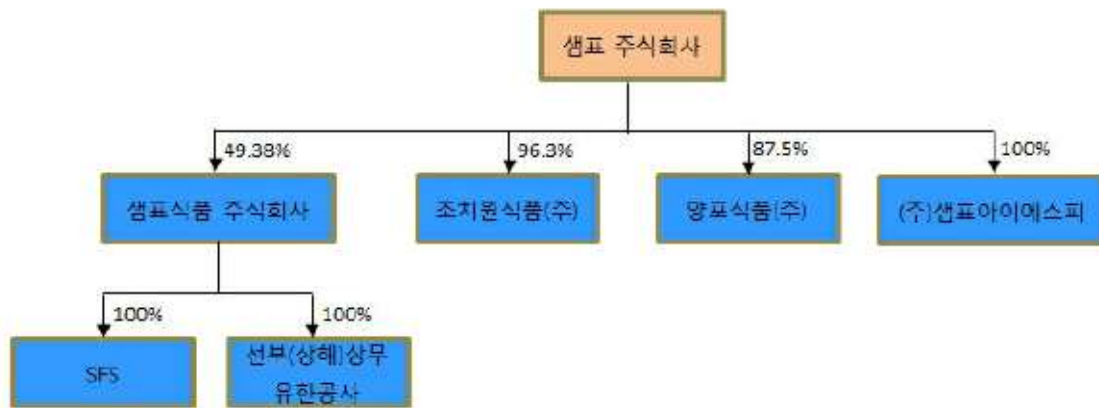 샘표 주식회사
49.38%
96.3%
87.5%
100%
샘표식품 주식회사
조치원식품(주)
양포식품(주)
(주)샘표아이에스피
100%
100%
SFS
선부(상해)상무
유한공사